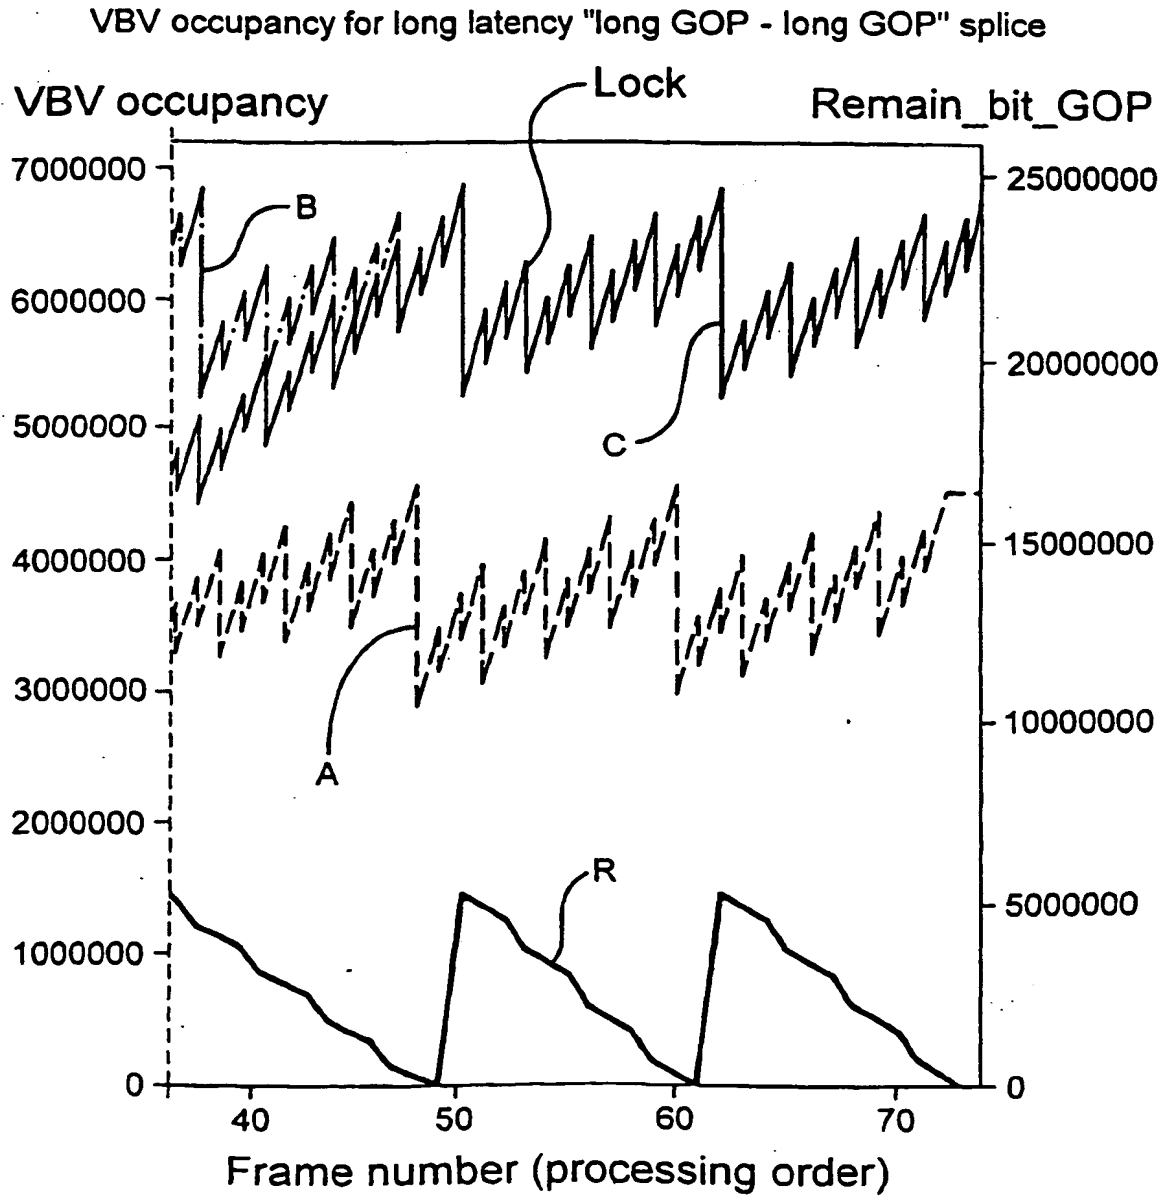 VBV occupancy for long latency "long GOP - long GOP" splice
Lock
VBV occupancy
Remain_bit_GOP
7000000
25000000
B
6000000
20000000
5000000
C
4000000
15000000
3000000
10000000
A
2000000
R
5000000
1000000
0
0
40
50
60
70
Frame number (processing order)